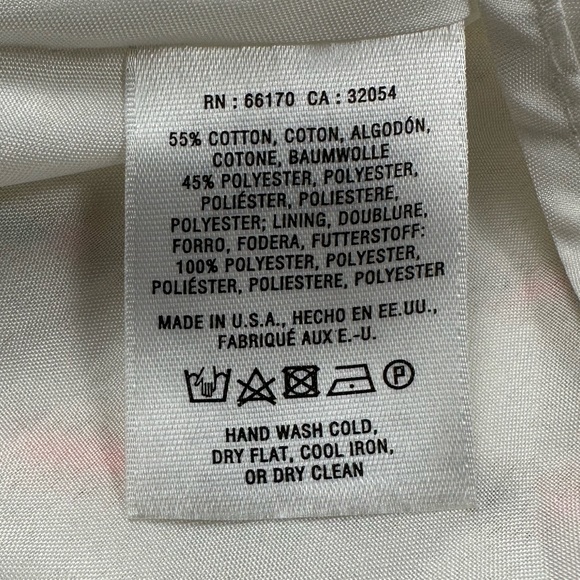 RN : 66170 CA : 32054
55% COTTON, COTON, ALGODÓN,
COTONE, BAUMWOLLE
45% POLYESTER, POLYESTER,
POLIÉSTER, POLIESTERE,
POLYESTER; LINING, DOUBLURE,
FORRO, FODERA, FUTTERSTOFF:
100% POLYESTER, POLYESTER,
POLIÉSTER, POLIESTERE, POLYESTER
MADE IN U.S.A., HECHO EN EE.UU.,
FABRIQUÉ AUX E.-U.
P
HAND WASH COLD,
DRY FLAT, COOL IRON,
OR DRY CLEAN